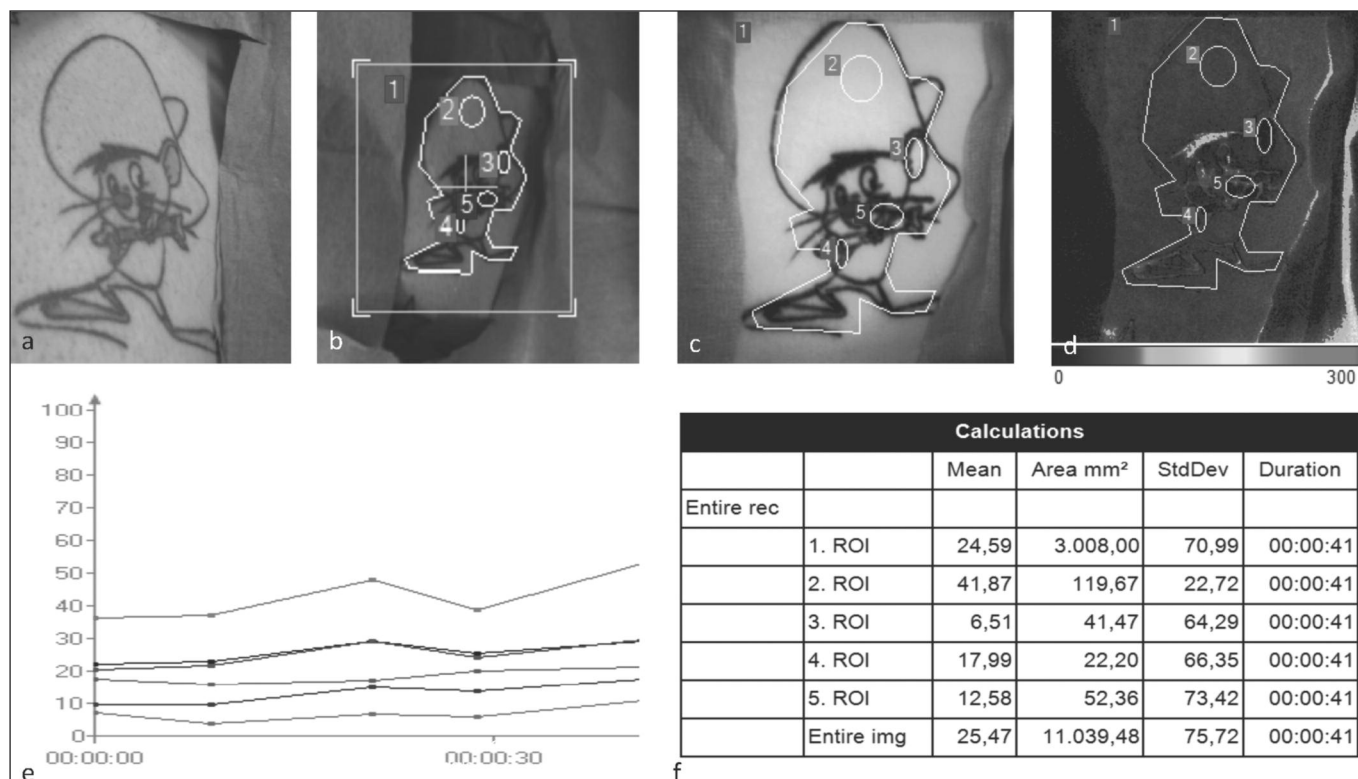 1
2
3
5
4
a
b
1
2
3
5
4
c
1
2
3
5
4
d
0 300
100
90
80
70
60
50
40
30
20
10
0
00:00:00 00:00:30
e
Calculations
Mean Area mm² StdDev Duration
Entire rec
1. ROI 24,59 3.008,00 70,99 00:00:41
2. ROI 41,87 119,67 22,72 00:00:41
3. ROI 6,51 41,47 64,29 00:00:41
4. ROI 17,99 22,20 66,35 00:00:41
5. ROI 12,58 52,36 73,42 00:00:41
Entire img 25,47 11.039,48 75,72 00:00:41
f